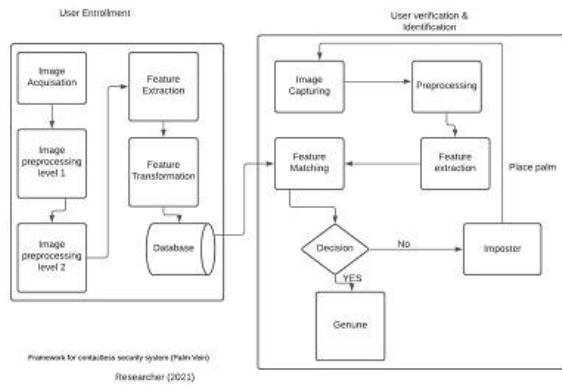 User Entrollment
User verification &
Identification
Image
Acquisation
Feature
Extraction
Image
preprocessing
level 1
Feature
Transformation
Image
preprocessing
level 2
Database
Image
Capturing
Preprocessing
Feature
Matching
Feature
extraction
Place palm
Decision
No
Imposter
YES
Genune
Framework for contactless security system (Palm Vein)
Researcher (2021)